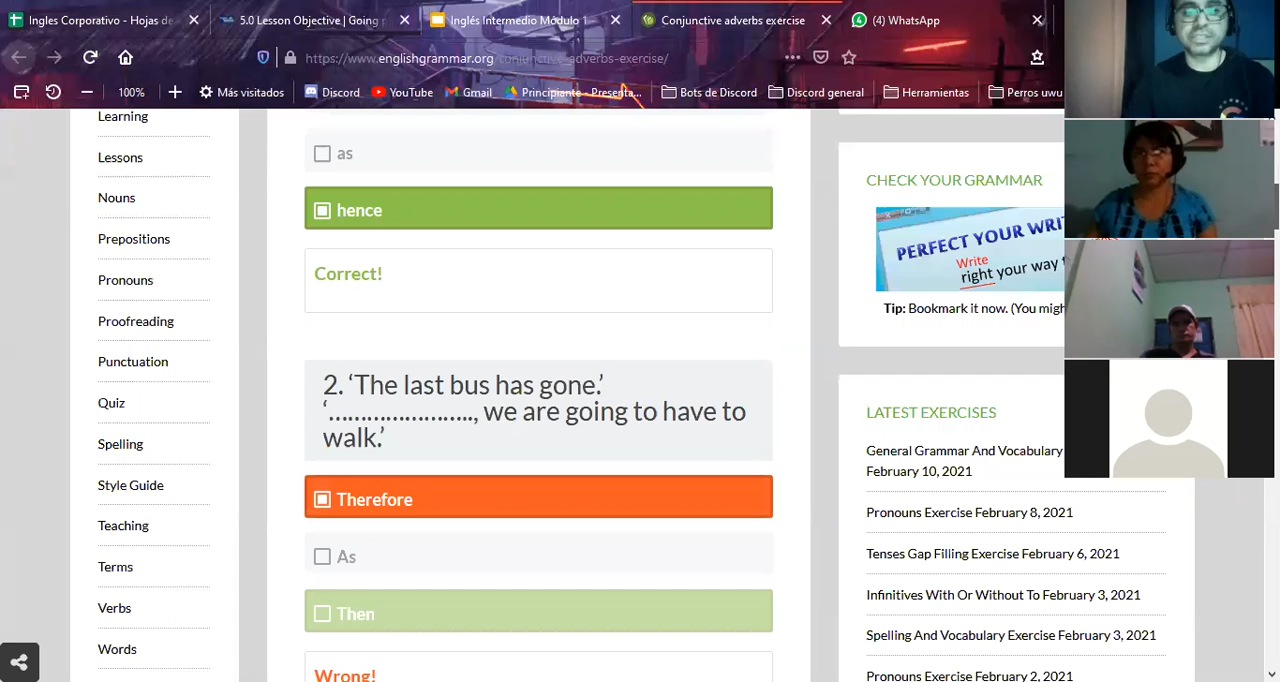 Ingles Corporativo - Hojas de
5.0 Lesson Objective | Going p
Inglés Intermedio Módulo 1
Conjunctive adverbs exercise
(4) WhatsApp
https://www.englishgrammar.org/conjunctive-adverbs-exercise/
100%
Más visitados
Discord
YouTube
Gmail
Principiante - Presenta...
Bots de Discord
Discord general
Herramientas
Perros uwu
Learning
Lessons
Nouns
Prepositions
Pronouns
Proofreading
Punctuation
Quiz
Spelling
Style Guide
Teaching
Terms
Verbs
Words
as
hence
Correct!
2. ‘The last bus has gone.’
‘……………………., we are going to have to
walk.’
Therefore
As
Then
Wrong!
CHECK YOUR GRAMMAR
PERFECT YOUR WRI
Write
right your way t
Tip: Bookmark it now. (You migh
LATEST EXERCISES
General Grammar And Vocabulary
February 10, 2021
Pronouns Exercise February 8, 2021
Tenses Gap Filling Exercise February 6, 2021
Infinitives With Or Without To February 3, 2021
Spelling And Vocabulary Exercise February 3, 2021
Pronouns Exercise February 2, 2021